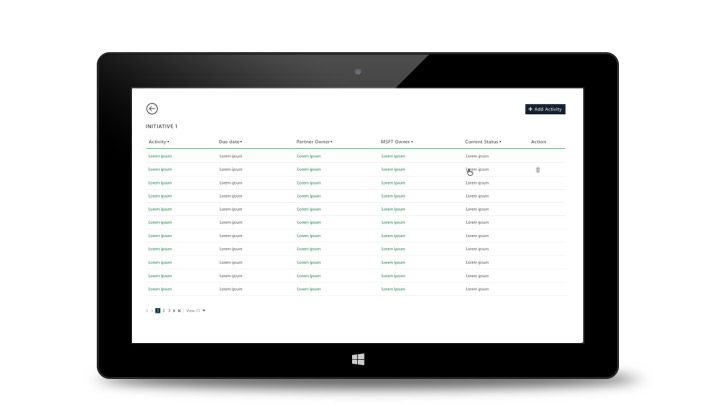 + Add Activity
INITIATIVE 1
Activity Due date Partner Owner MSFT Owner Current Status Action
Lorem ipsum Lorem ipsum Lorem ipsum Lorem ipsum Lorem ipsum
Lorem ipsum Lorem ipsum Lorem ipsum Lorem ipsum ipsum
Lorem ipsum Lorem ipsum Lorem ipsum Lorem ipsum Lorem ipsum
Lorem ipsum Lorem ipsum Lorem ipsum Lorem ipsum Lorem ipsum
Lorem ipsum Lorem ipsum Lorem ipsum Lorem ipsum Lorem ipsum
Lorem ipsum Lorem ipsum Lorem ipsum Lorem ipsum Lorem ipsum
Lorem ipsum Lorem ipsum Lorem ipsum Lorem ipsum Lorem ipsum
Lorem ipsum Lorem ipsum Lorem ipsum Lorem ipsum Lorem ipsum
Lorem ipsum Lorem ipsum Lorem ipsum Lorem ipsum Lorem ipsum
Lorem ipsum Lorem ipsum Lorem ipsum Lorem ipsum Lorem ipsum
Lorem ipsum Lorem ipsum Lorem ipsum Lorem ipsum Lorem ipsum
1 2 3 View